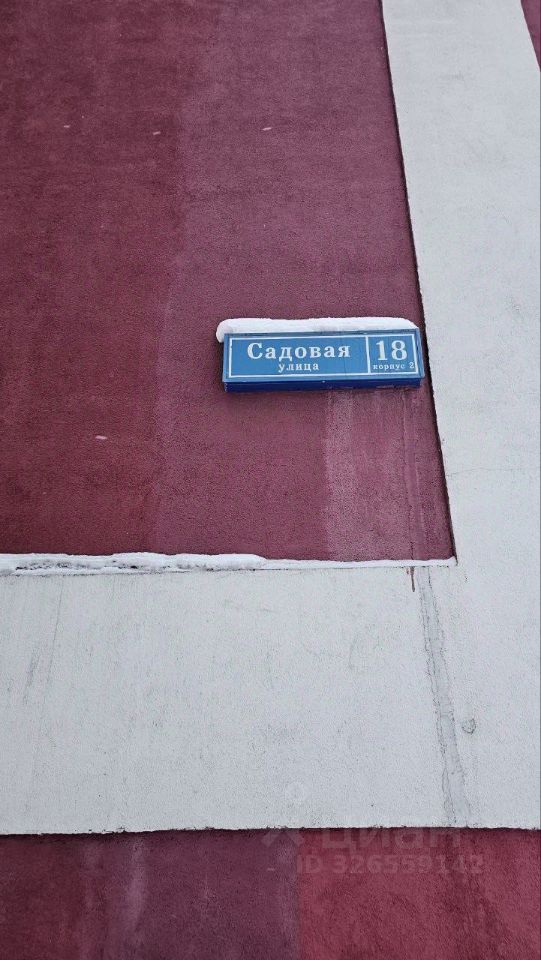 Садовая
улица
18
корпус 2
Циан
ID 326559142